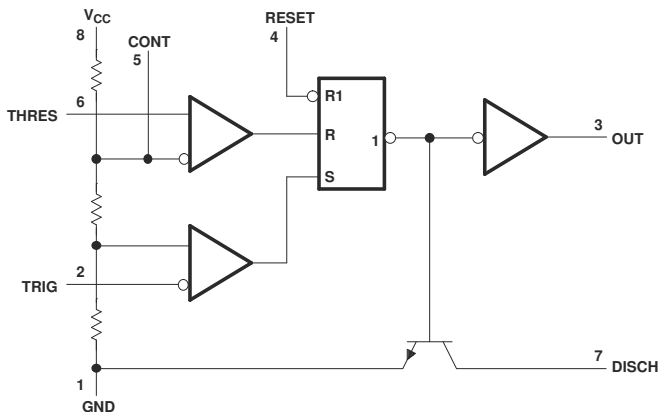 VCC
8
CONT
5
RESET
4
6
THRES
R1
R
1
S
3
OUT
2
TRIG
7
DISCH
1
GND